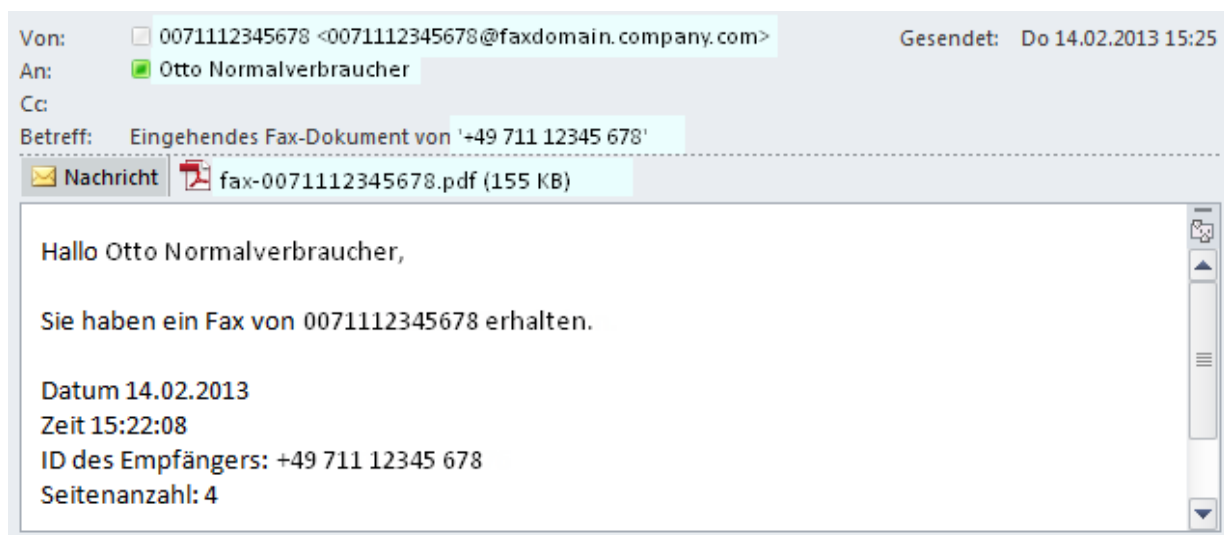 Von: 0071112345678 <0071112345678@faxdomain.company.com> Gesendet: Do 14.02.2013 15:25
An: Otto Normalverbraucher
Cc:
Betreff: Eingehendes Fax-Dokument von '+49 711 12345 678'
Nachricht fax-0071112345678.pdf (155 KB)
Hallo Otto Normalverbraucher,
Sie haben ein Fax von 0071112345678 erhalten.
Datum 14.02.2013
Zeit 15:22:08
ID des Empfängers: +49 711 12345 678
Seitenanzahl: 4